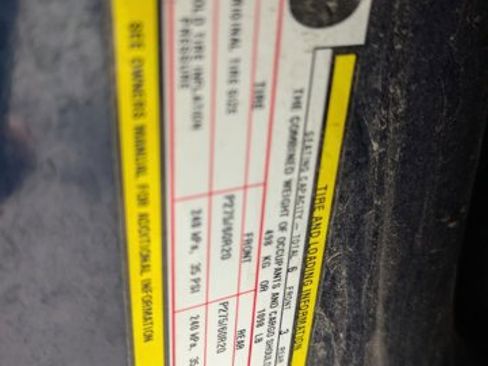 TIRE AND LOADING INFORMATION
SEATING CAPACITY — TOTAL 6 FRONT 3 REAR
THE COMBINED WEIGHT OF OCCUPANTS AND CARGO SHOULD
498 KG OR 1098 LB
TIRE FRONT REAR
ORIGINAL TIRE SIZE P275/60R20 P275/60R20
COLD TIRE INFLATION PRESSURE 240 kPa, 35 PSI 240 kPa, 35
SEE OWNERS MANUAL FOR ADDITIONAL INFORMATION